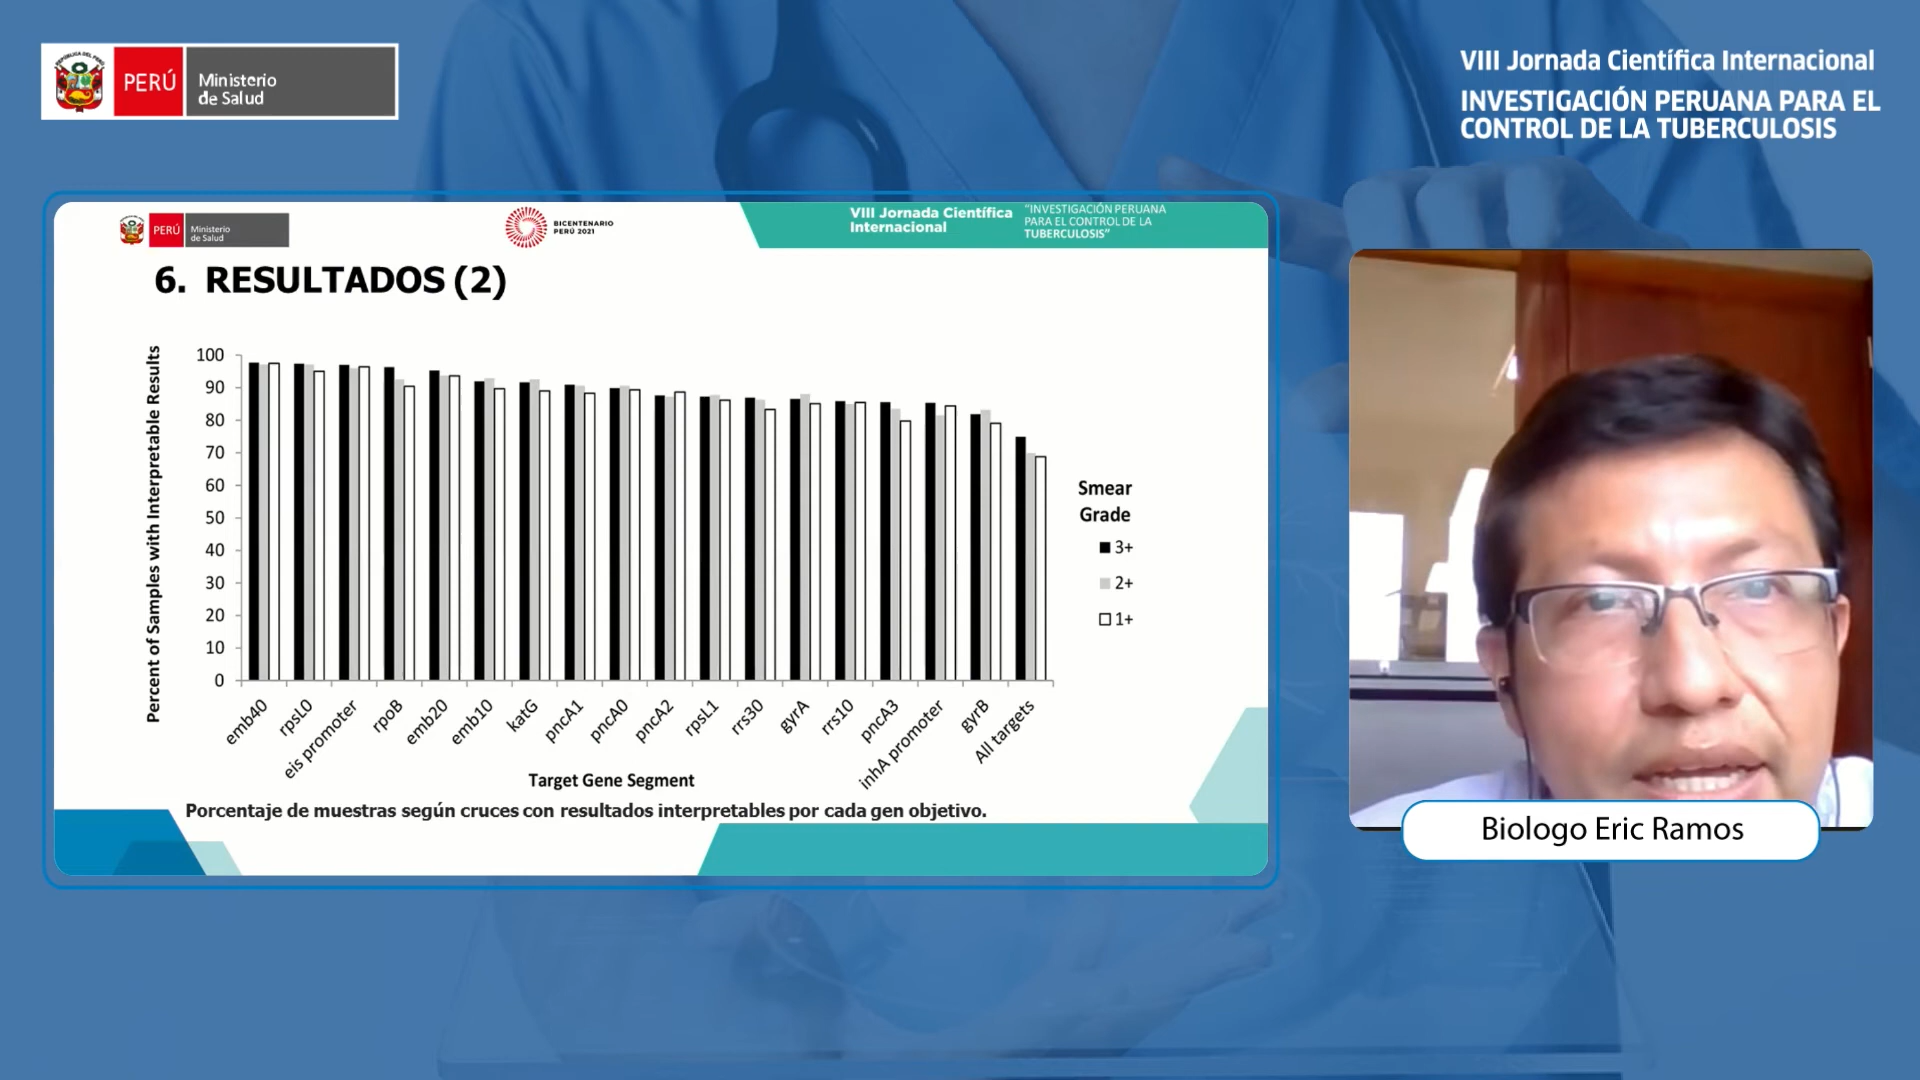 REPÚBLICA DEL PERÚ
PERÚ
Ministerio
de Salud
VIII Jornada Científica Internacional
INVESTIGACIÓN PERUANA PARA EL
CONTROL DE LA TUBERCULOSIS
PERÚ
Ministerio
de Salud
BICENTENARIO
PERÚ 2021
VIII Jornada Científica
Internacional
"INVESTIGACIÓN PERUANA
PARA EL CONTROL DE LA
TUBERCULOSIS"
6. RESULTADOS (2)
Percent of Samples with Interpretable Results
100
90
80
70
60
50
40
30
20
10
0
emb40
rpsL0
eis promoter
rpoB
emb20
emb10
katG
pncA1
pncA0
pncA2
rpsL1
rrs30
gyrA
rrs10
pncA3
inhA promoter
gyrB
All targets
Target Gene Segment
Smear
Grade
3+
2+
1+
Porcentaje de muestras según cruces con resultados interpretables por cada gen objetivo.
Biologo Eric Ramos